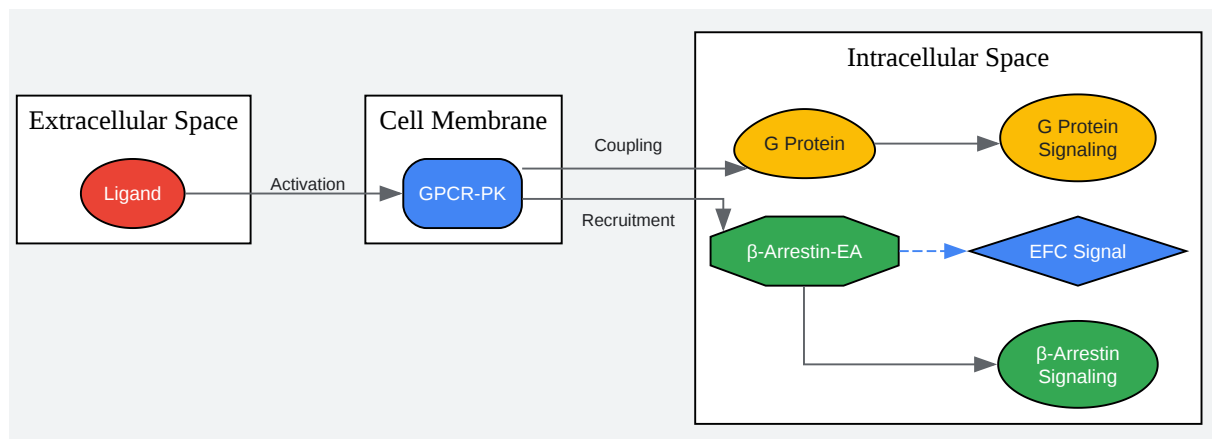 Extracellular Space
Ligand
Activation
Cell Membrane
GPCR-PK
Coupling
Recruitment
Intracellular Space
G Protein
G Protein
Signaling
β-Arrestin-EA
EFC Signal
β-Arrestin
Signaling